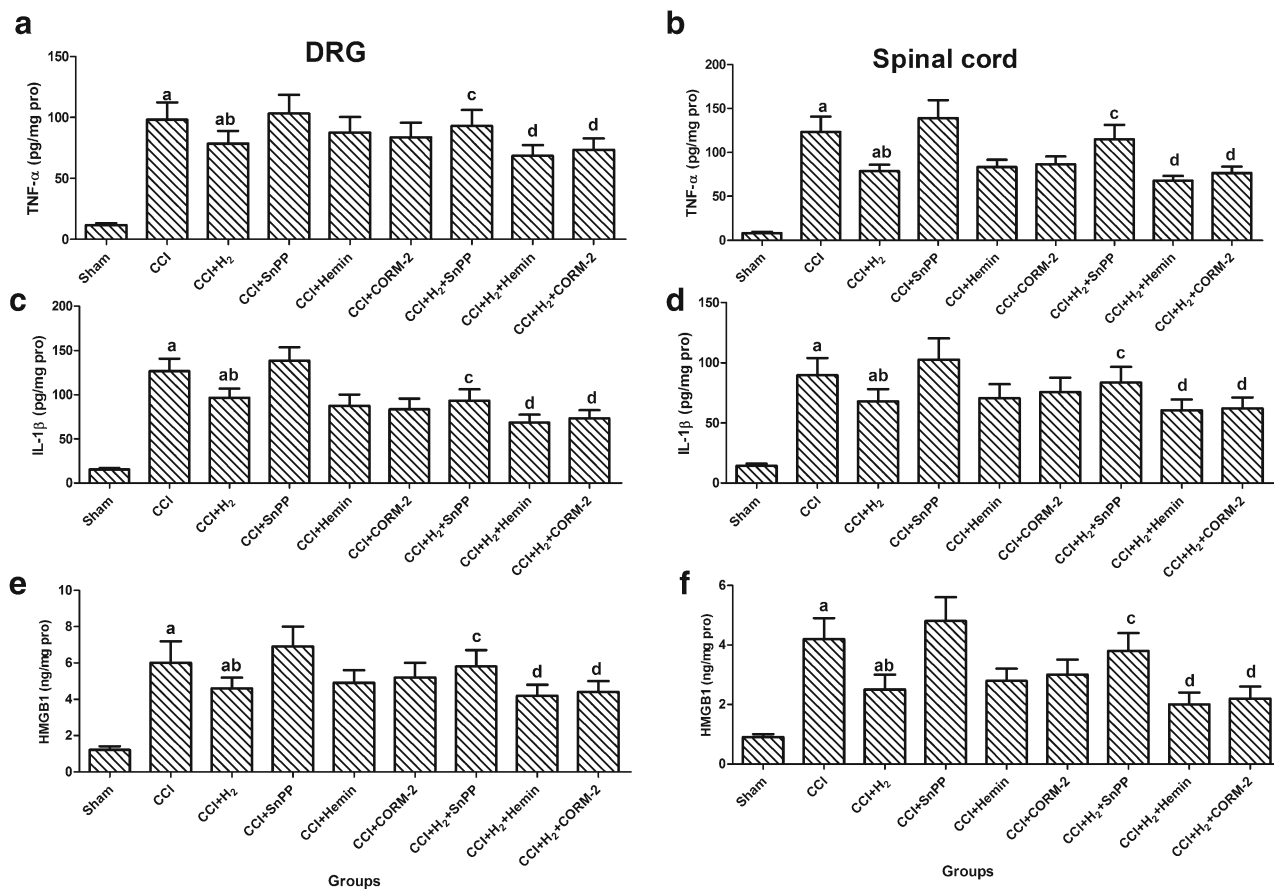 a
DRG
TNF-α (pg/mg pro)
150
100
50
0
a
ab
c
d
d
Sham
CCI
CCI+H₂
CCI+SnPP
CCI+Hemin
CCI+CORM-2
CCI+H₂+SnPP
CCI+H₂+Hemin
CCI+H₂+CORM-2
b
Spinal cord
TNF-α (pg/mg pro)
200
150
100
50
0
a
ab
c
d
d
Sham
CCI
CCI+H₂
CCI+SnPP
CCI+Hemin
CCI+CORM-2
CCI+H₂+SnPP
CCI+H₂+Hemin
CCI+H₂+CORM-2
c
IL-1β (pg/mg pro)
200
150
100
50
0
a
ab
c
d
d
Sham
CCI
CCI+H₂
CCI+SnPP
CCI+Hemin
CCI+CORM-2
CCI+H₂+SnPP
CCI+H₂+Hemin
CCI+H₂+CORM-2
d
IL-1β (pg/mg pro)
150
100
50
0
a
ab
c
d
d
Sham
CCI
CCI+H₂
CCI+SnPP
CCI+Hemin
CCI+CORM-2
CCI+H₂+SnPP
CCI+H₂+Hemin
CCI+H₂+CORM-2
e
HMGB1 (ng/mg pro)
10
8
6
4
2
0
a
ab
c
d
d
Sham
CCI
CCI+H₂
CCI+SnPP
CCI+Hemin
CCI+CORM-2
CCI+H₂+SnPP
CCI+H₂+Hemin
CCI+H₂+CORM-2
Groups
f
HMGB1 (ng/mg pro)
6
4
2
0
a
ab
c
d
d
Sham
CCI
CCI+H₂
CCI+SnPP
CCI+Hemin
CCI+CORM-2
CCI+H₂+SnPP
CCI+H₂+Hemin
CCI+H₂+CORM-2
Groups